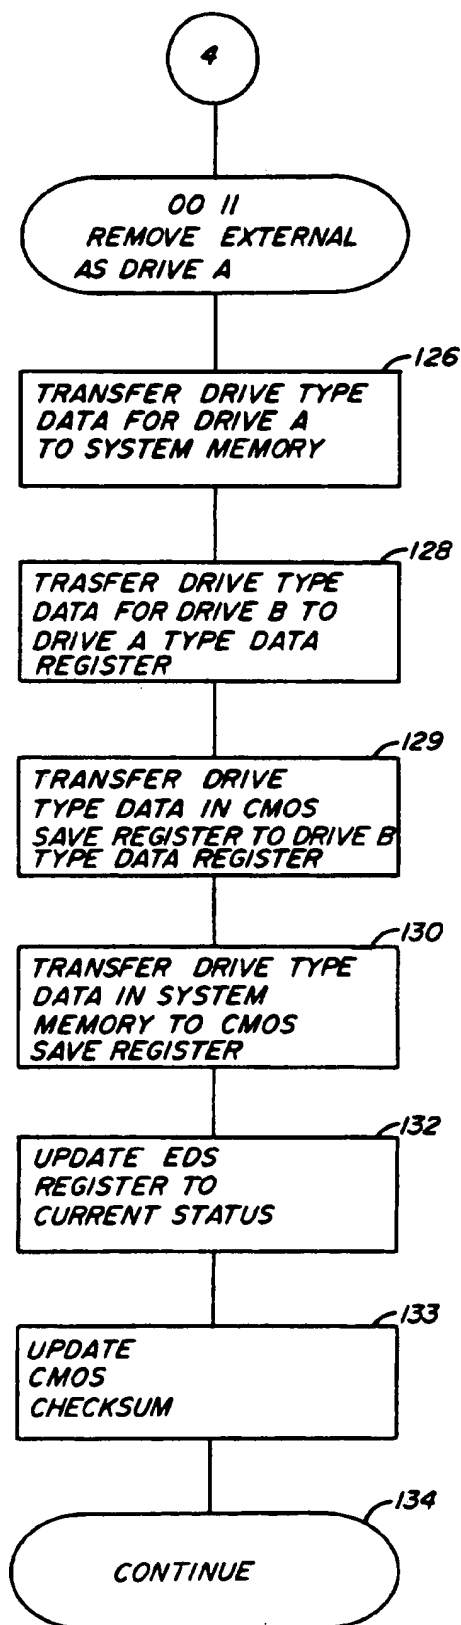 4
00 11
REMOVE EXTERNAL
AS DRIVE A
126
TRANSFER DRIVE TYPE
DATA FOR DRIVE A
TO SYSTEM MEMORY
128
TRASFER DRIVE TYPE
DATA FOR DRIVE B TO
DRIVE A TYPE DATA
REGISTER
129
TRANSFER DRIVE
TYPE DATA IN CMOS
SAVE REGISTER TO DRIVE B
TYPE DATA REGISTER
130
TRANSFER DRIVE TYPE
DATA IN SYSTEM
MEMORY TO CMOS
SAVE REGISTER
132
UPDATE EDS
REGISTER TO
CURRENT STATUS
133
UPDATE
CMOS
CHECKSUM
134
CONTINUE